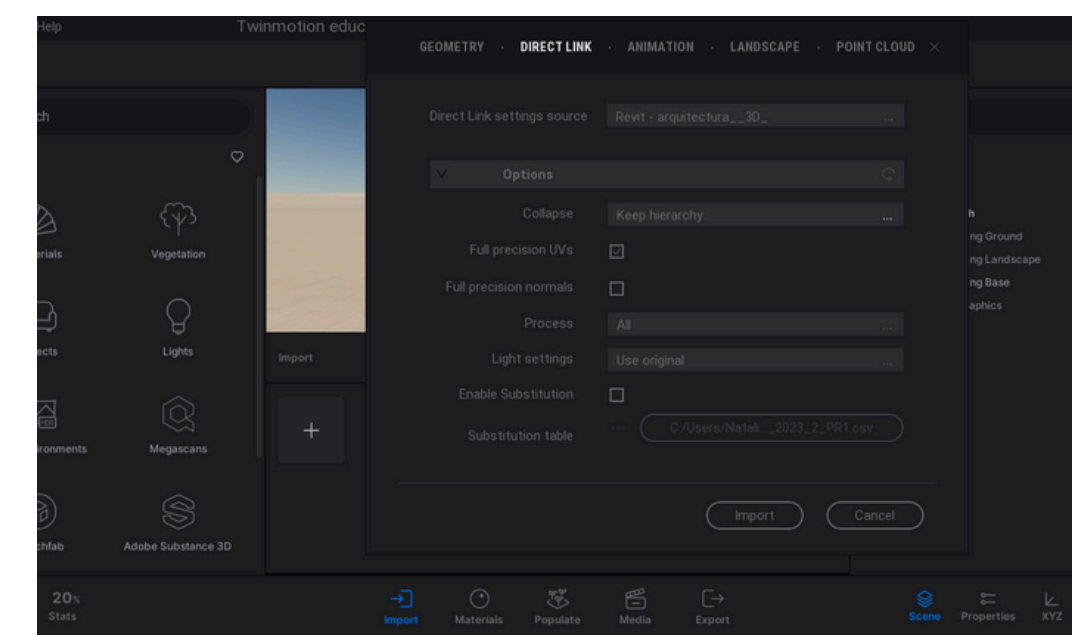 Help
Twinmotion educ
GEOMETRY · DIRECT LINK · ANIMATION · LANDSCAPE · POINT CLOUD ×
ch
Direct Link settings source
Revit - arquitectura__3D_ ...
Options
Collapse
Keep hierarchy ...
Full precision UVs
Full precision normals
Process
All ...
Light settings
Use original ...
Enable Substitution
Substitution table
... C:/Users/Natali..._2023_2_PR1.csv
Import
Cancel
erials
Vegetation
ects
Lights
ironments
Megascans
chfab
Adobe Substance 3D
HDRI
Import
+
h
ng Ground
ng Landscape
ng Base
aphics
20%
Stats
Import
Materials
Populate
Media
Export
Scene
Properties
XYZ